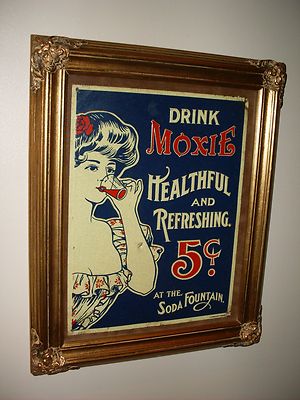 DRINK
MOXIE
HEALTHFUL
AND
REFRESHING.
5¢
AT THE
SODA FOUNTAIN.